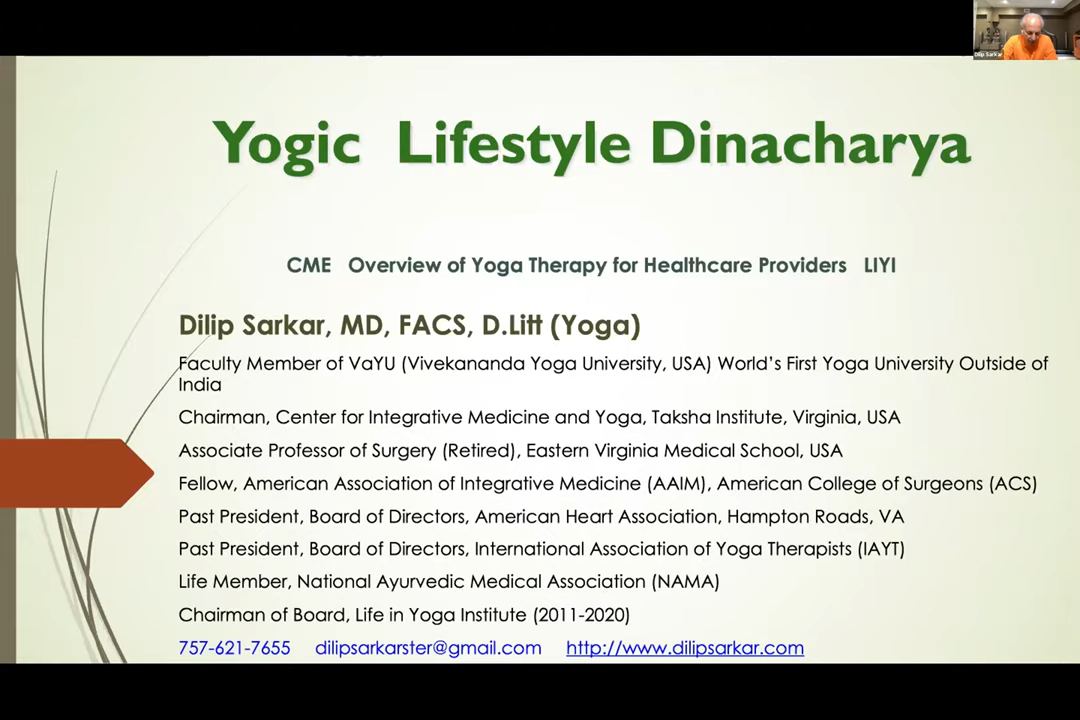 Dilip Sarkar
Yogic Lifestyle Dinacharya
CME Overview of Yoga Therapy for Healthcare Providers LIYI
Dilip Sarkar, MD, FACS, D.Litt (Yoga)
Faculty Member of VaYU (Vivekananda Yoga University, USA) World's First Yoga University Outside of
India
Chairman, Center for Integrative Medicine and Yoga, Taksha Institute, Virginia, USA
Associate Professor of Surgery (Retired), Eastern Virginia Medical School, USA
Fellow, American Association of Integrative Medicine (AAIM), American College of Surgeons (ACS)
Past President, Board of Directors, American Heart Association, Hampton Roads, VA
Past President, Board of Directors, International Association of Yoga Therapists (IAYT)
Life Member, National Ayurvedic Medical Association (NAMA)
Chairman of Board, Life in Yoga Institute (2011-2020)
757-621-7655 dilipsarkarster@gmail.com http://www.dilipsarkar.com